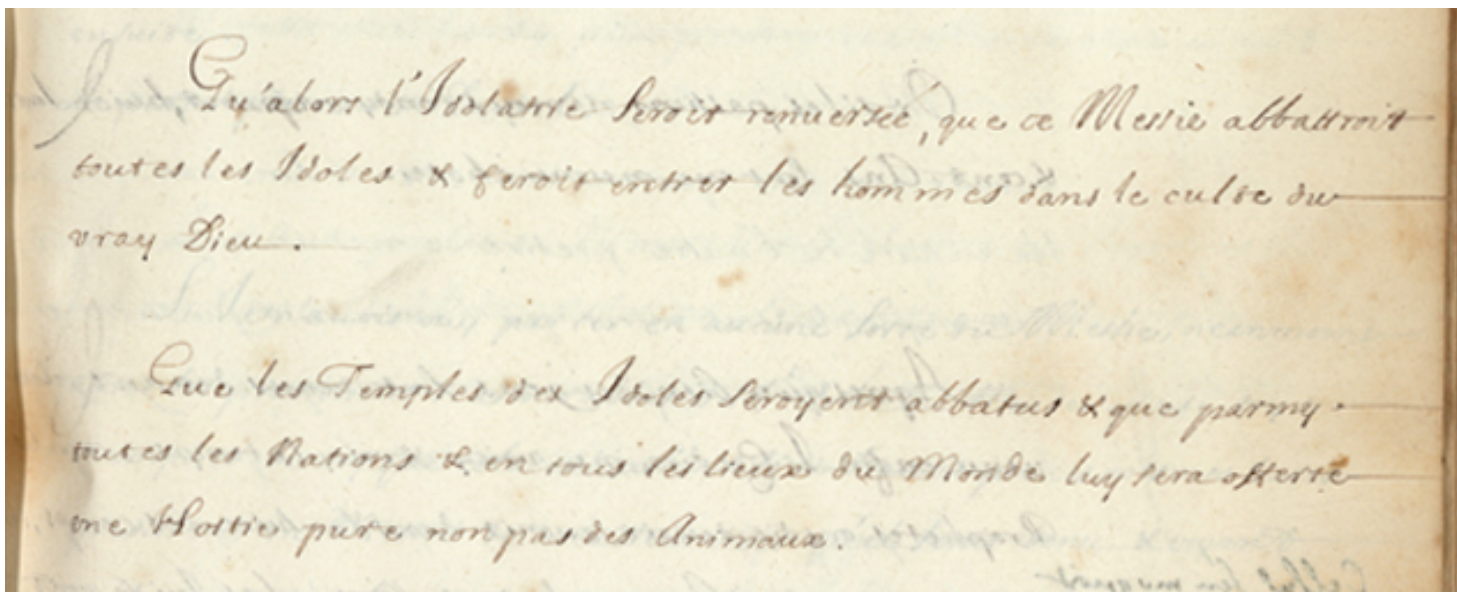 Qu'alors l'Idolatrie Seroit renuersée, que ce Messie abbattroit
toutes les Idoles & feroit entrer les hommes dans le culte du
vray Dieu.
Que les Temples des Idoles Seroyent abbatus & que parmy
toutes les Nations & en tous les lieux du Monde luy sera offerte
une Hostie pure non pas des Animaux.